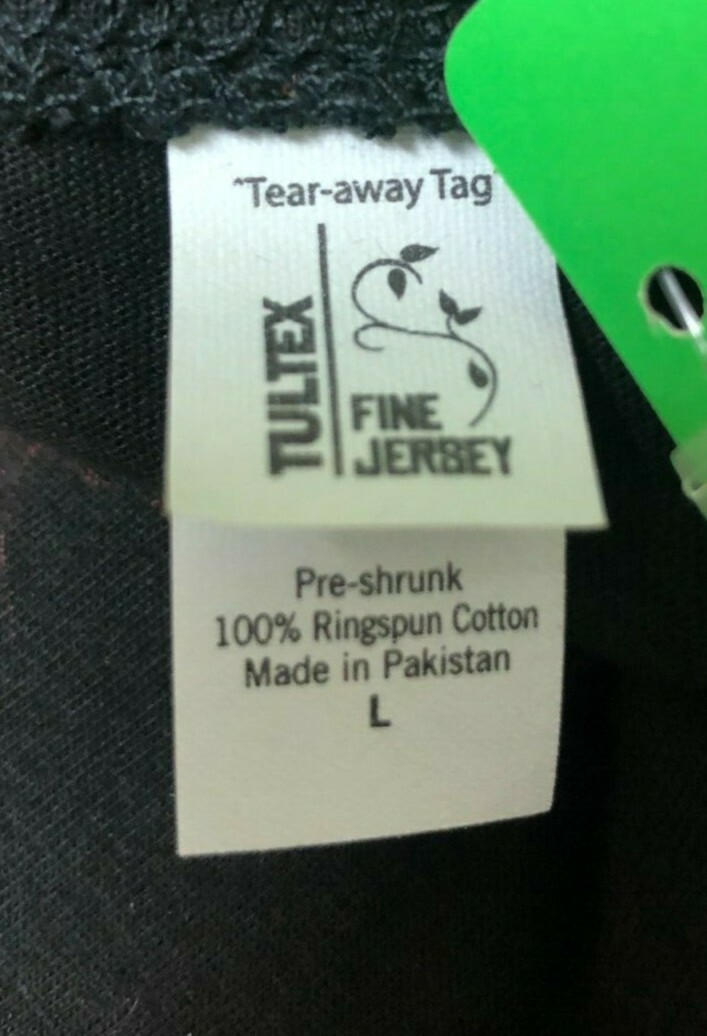 "Tear-away Tag"
TULTEX
FINE
JERSEY
Pre-shrunk
100% Ringspun Cotton
Made in Pakistan
L